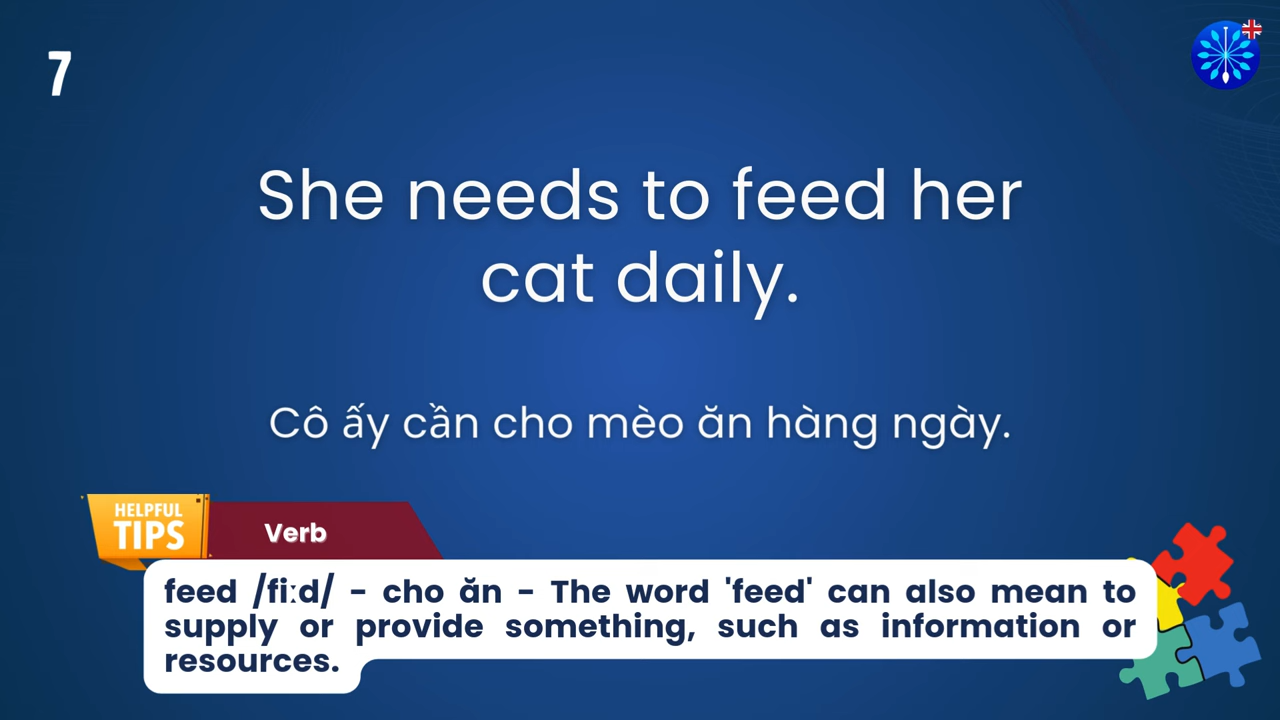 7
She needs to feed her
cat daily.
Cô ấy cần cho mèo ăn hàng ngày.
HELPFUL
TIPS
Verb
feed /fiːd/ - cho ăn - The word 'feed' can also mean to
supply or provide something, such as information or
resources.